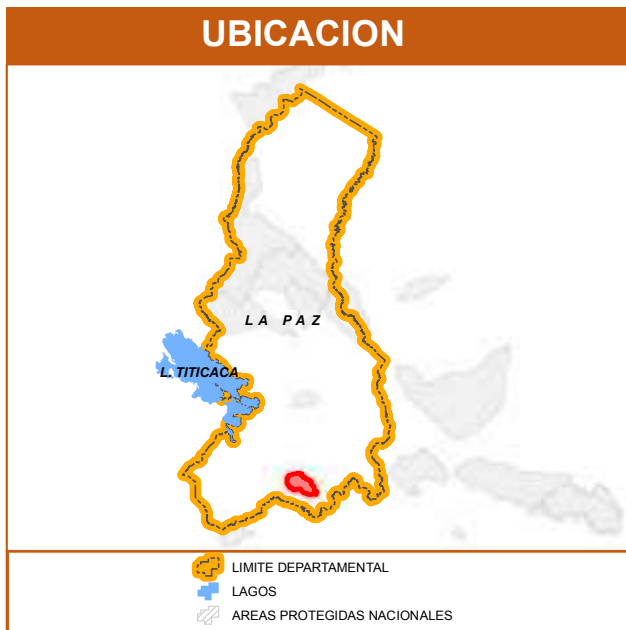 UBICACION
LA PAZ
L. TITICACA
LIMITE DEPARTAMENTAL
LAGOS
AREAS PROTEGIDAS NACIONALES